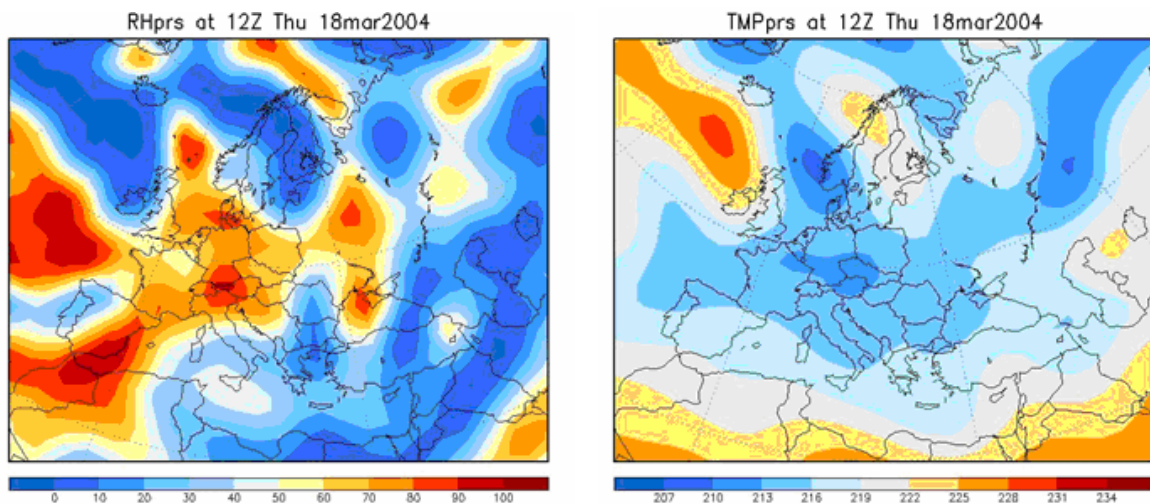 RHprs at 12Z Thu 18mar2004
TMPprs at 12Z Thu 18mar2004
0 10 20 30 40 50 60 70 80 90 100
207 210 213 216 219 222 225 228 231 234